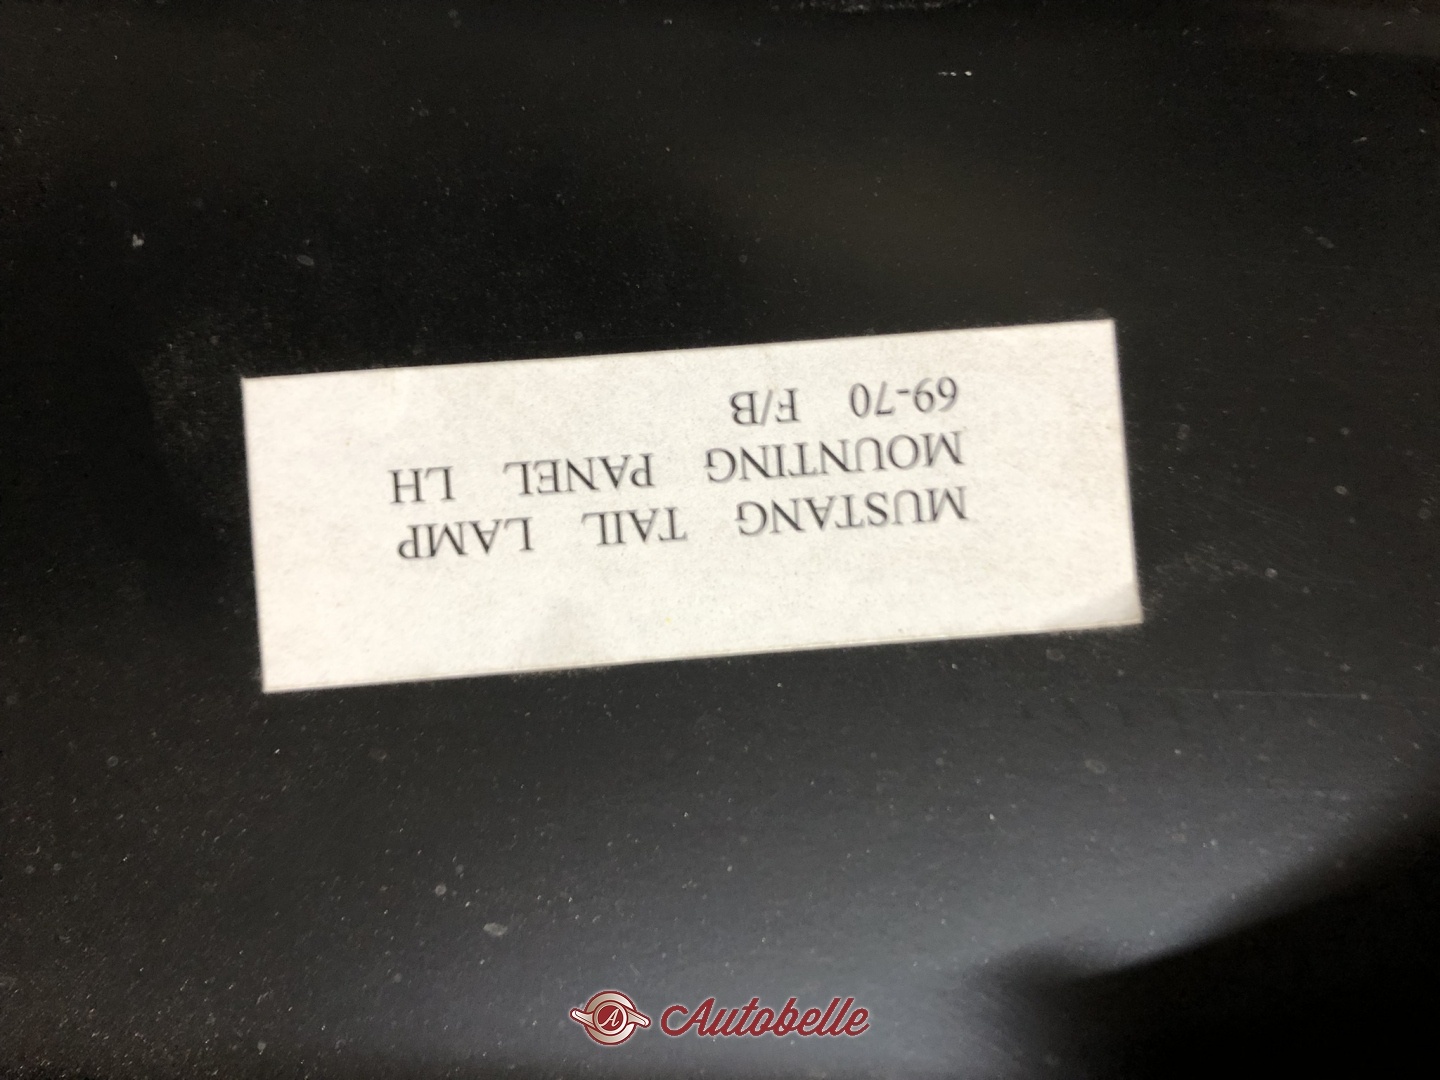 MUSTANG TAIL LAMP
MOUNTING PANEL LH
69-70 F/B
A Autobelle